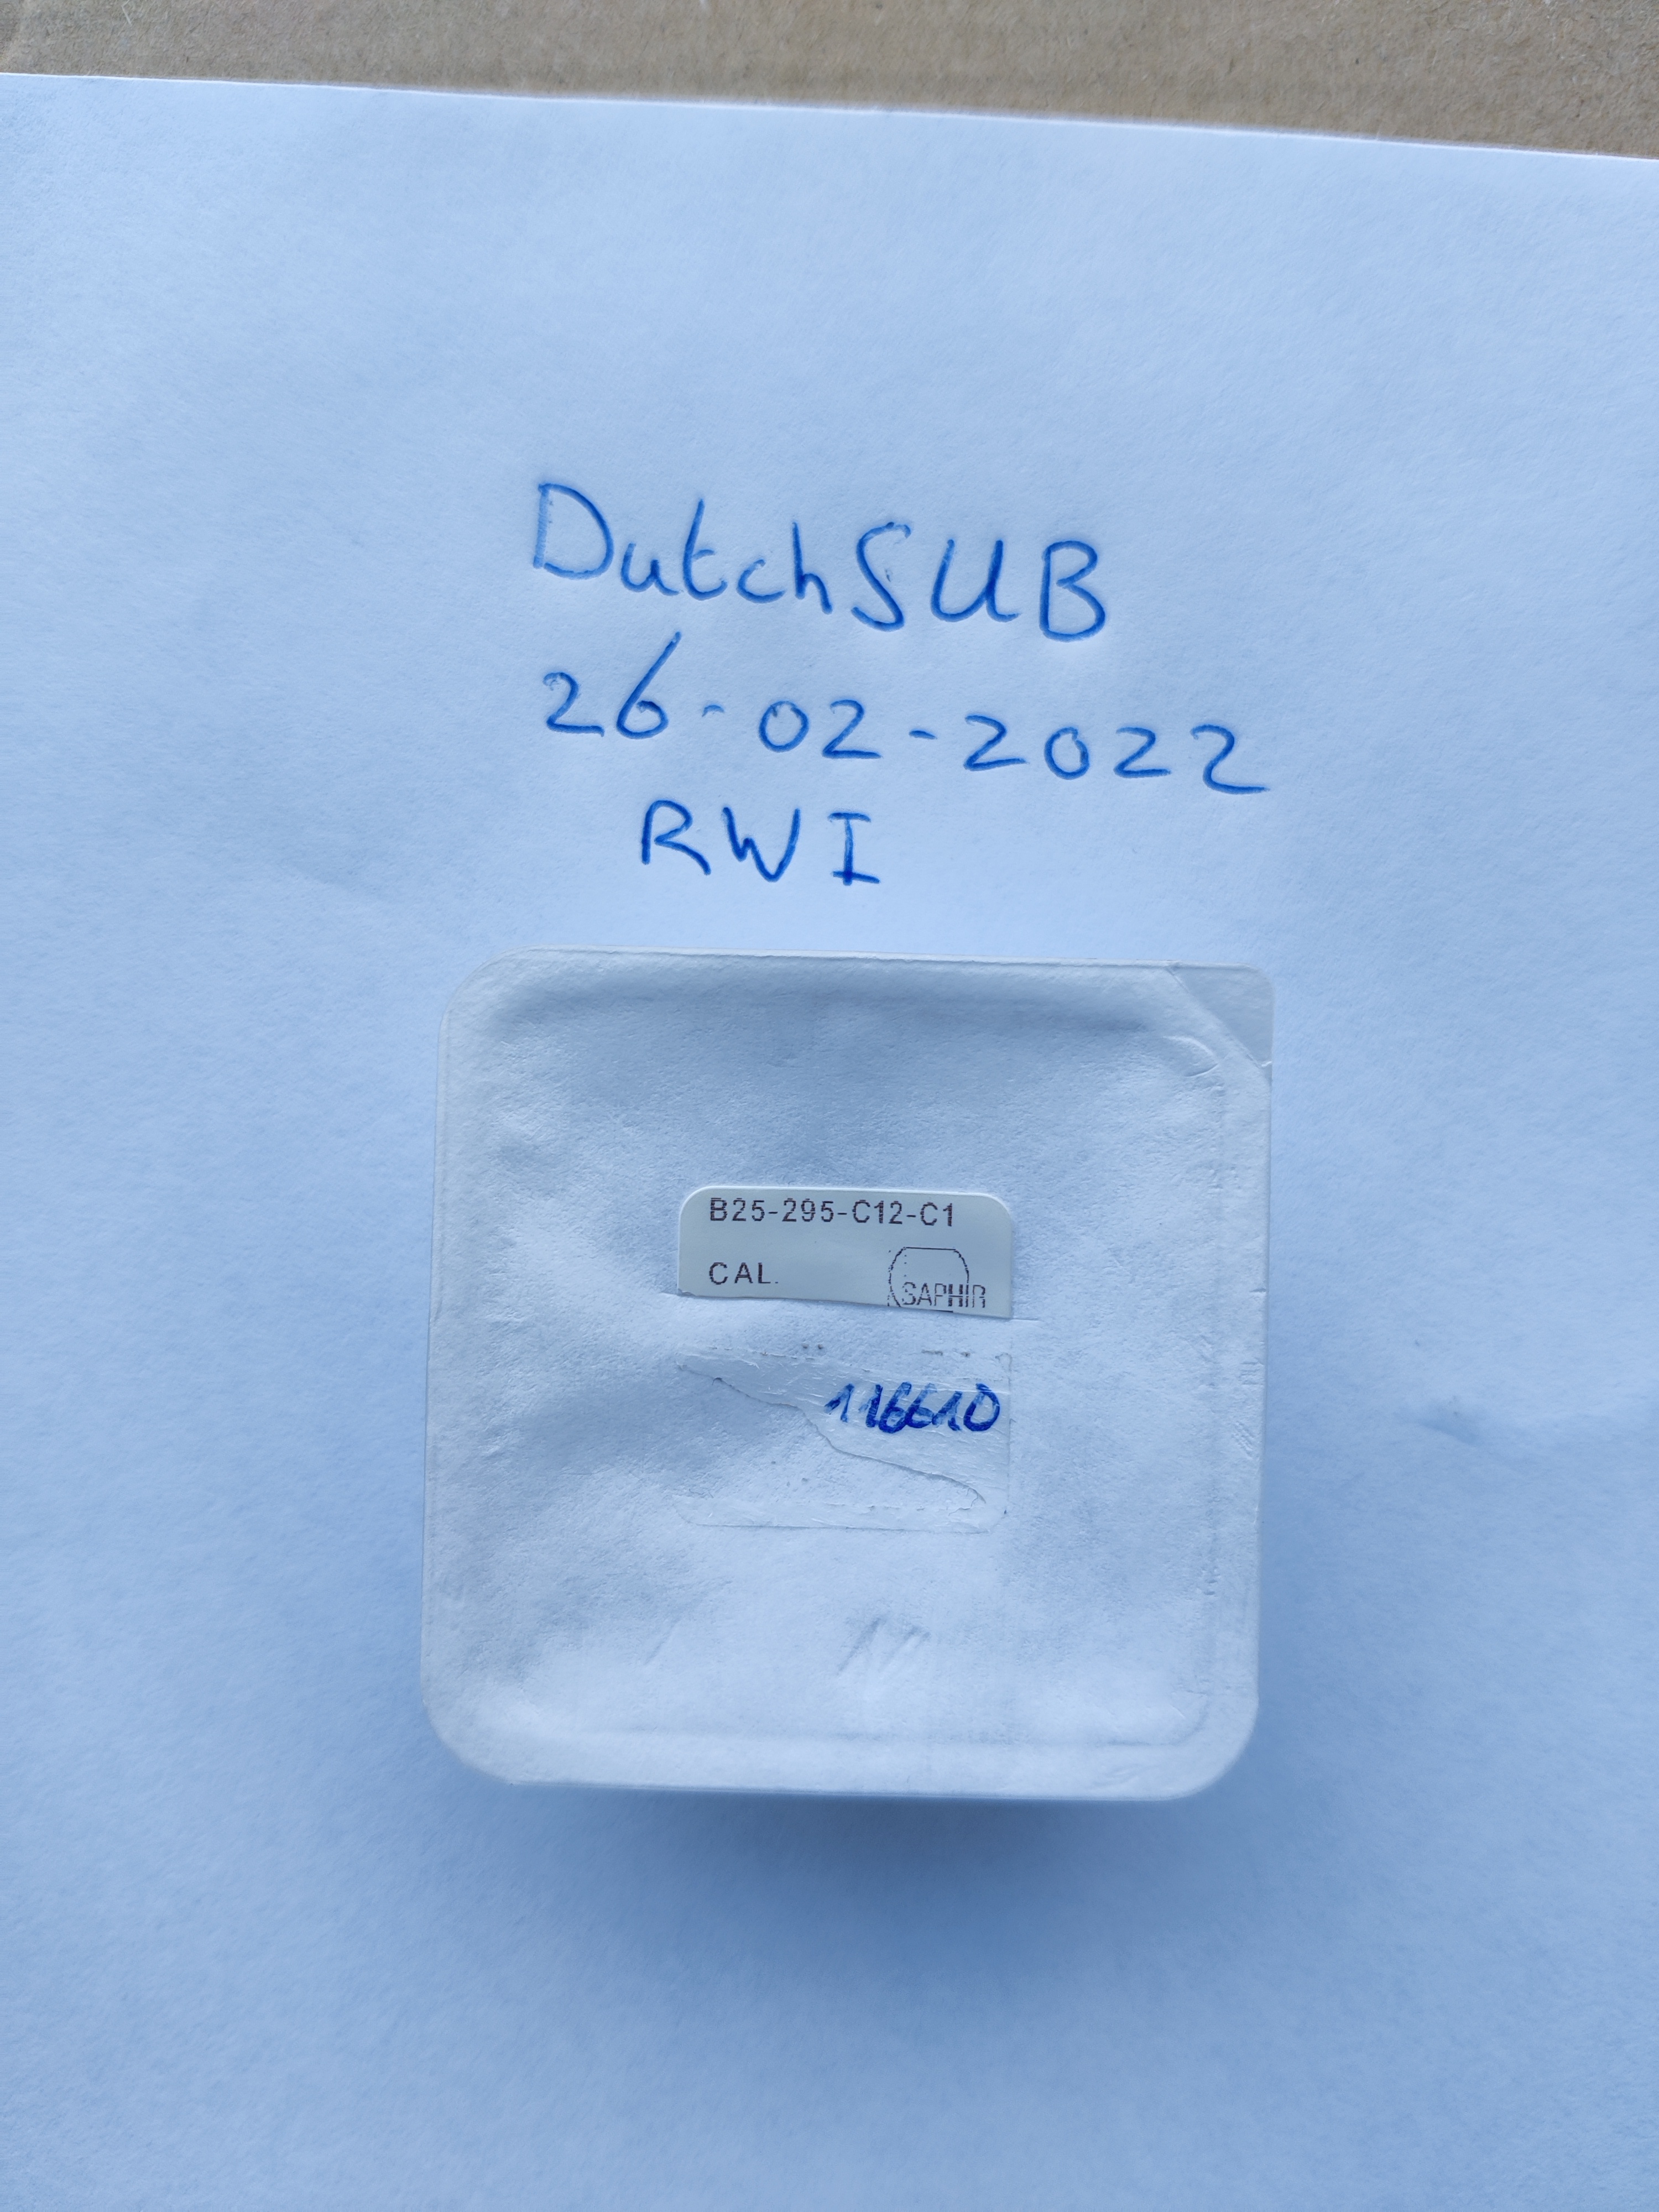 DutchSUB
26-02-2022
RWI
B25-295-C12-C1
CAL.
SAPHIR
116610